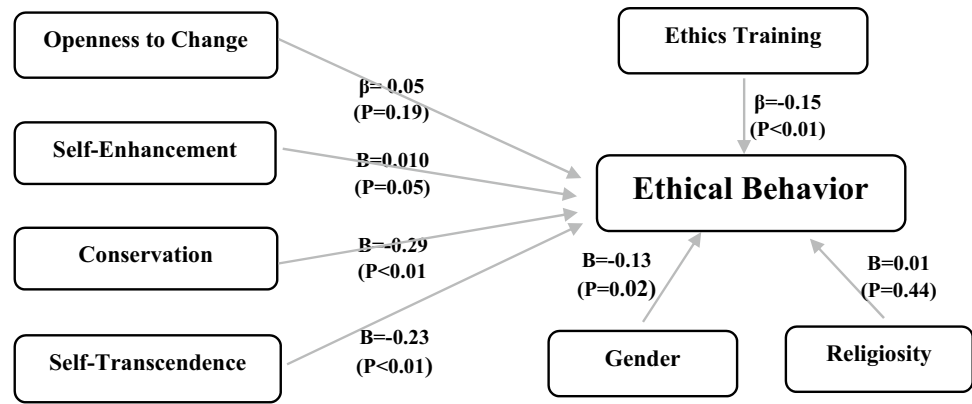 Openness to Change
β=-0.05
(P=0.19)
Self-Enhancement
B=0.010
(P=0.05)
Conservation
B=-0.29
(P<0.01
Self-Transcendence
B=-0.23
(P<0.01)
Ethics Training
β=-0.15
(P<0.01)
Ethical Behavior
B=-0.13
(P=0.02)
B=0.01
(P=0.44)
Gender
Religiosity